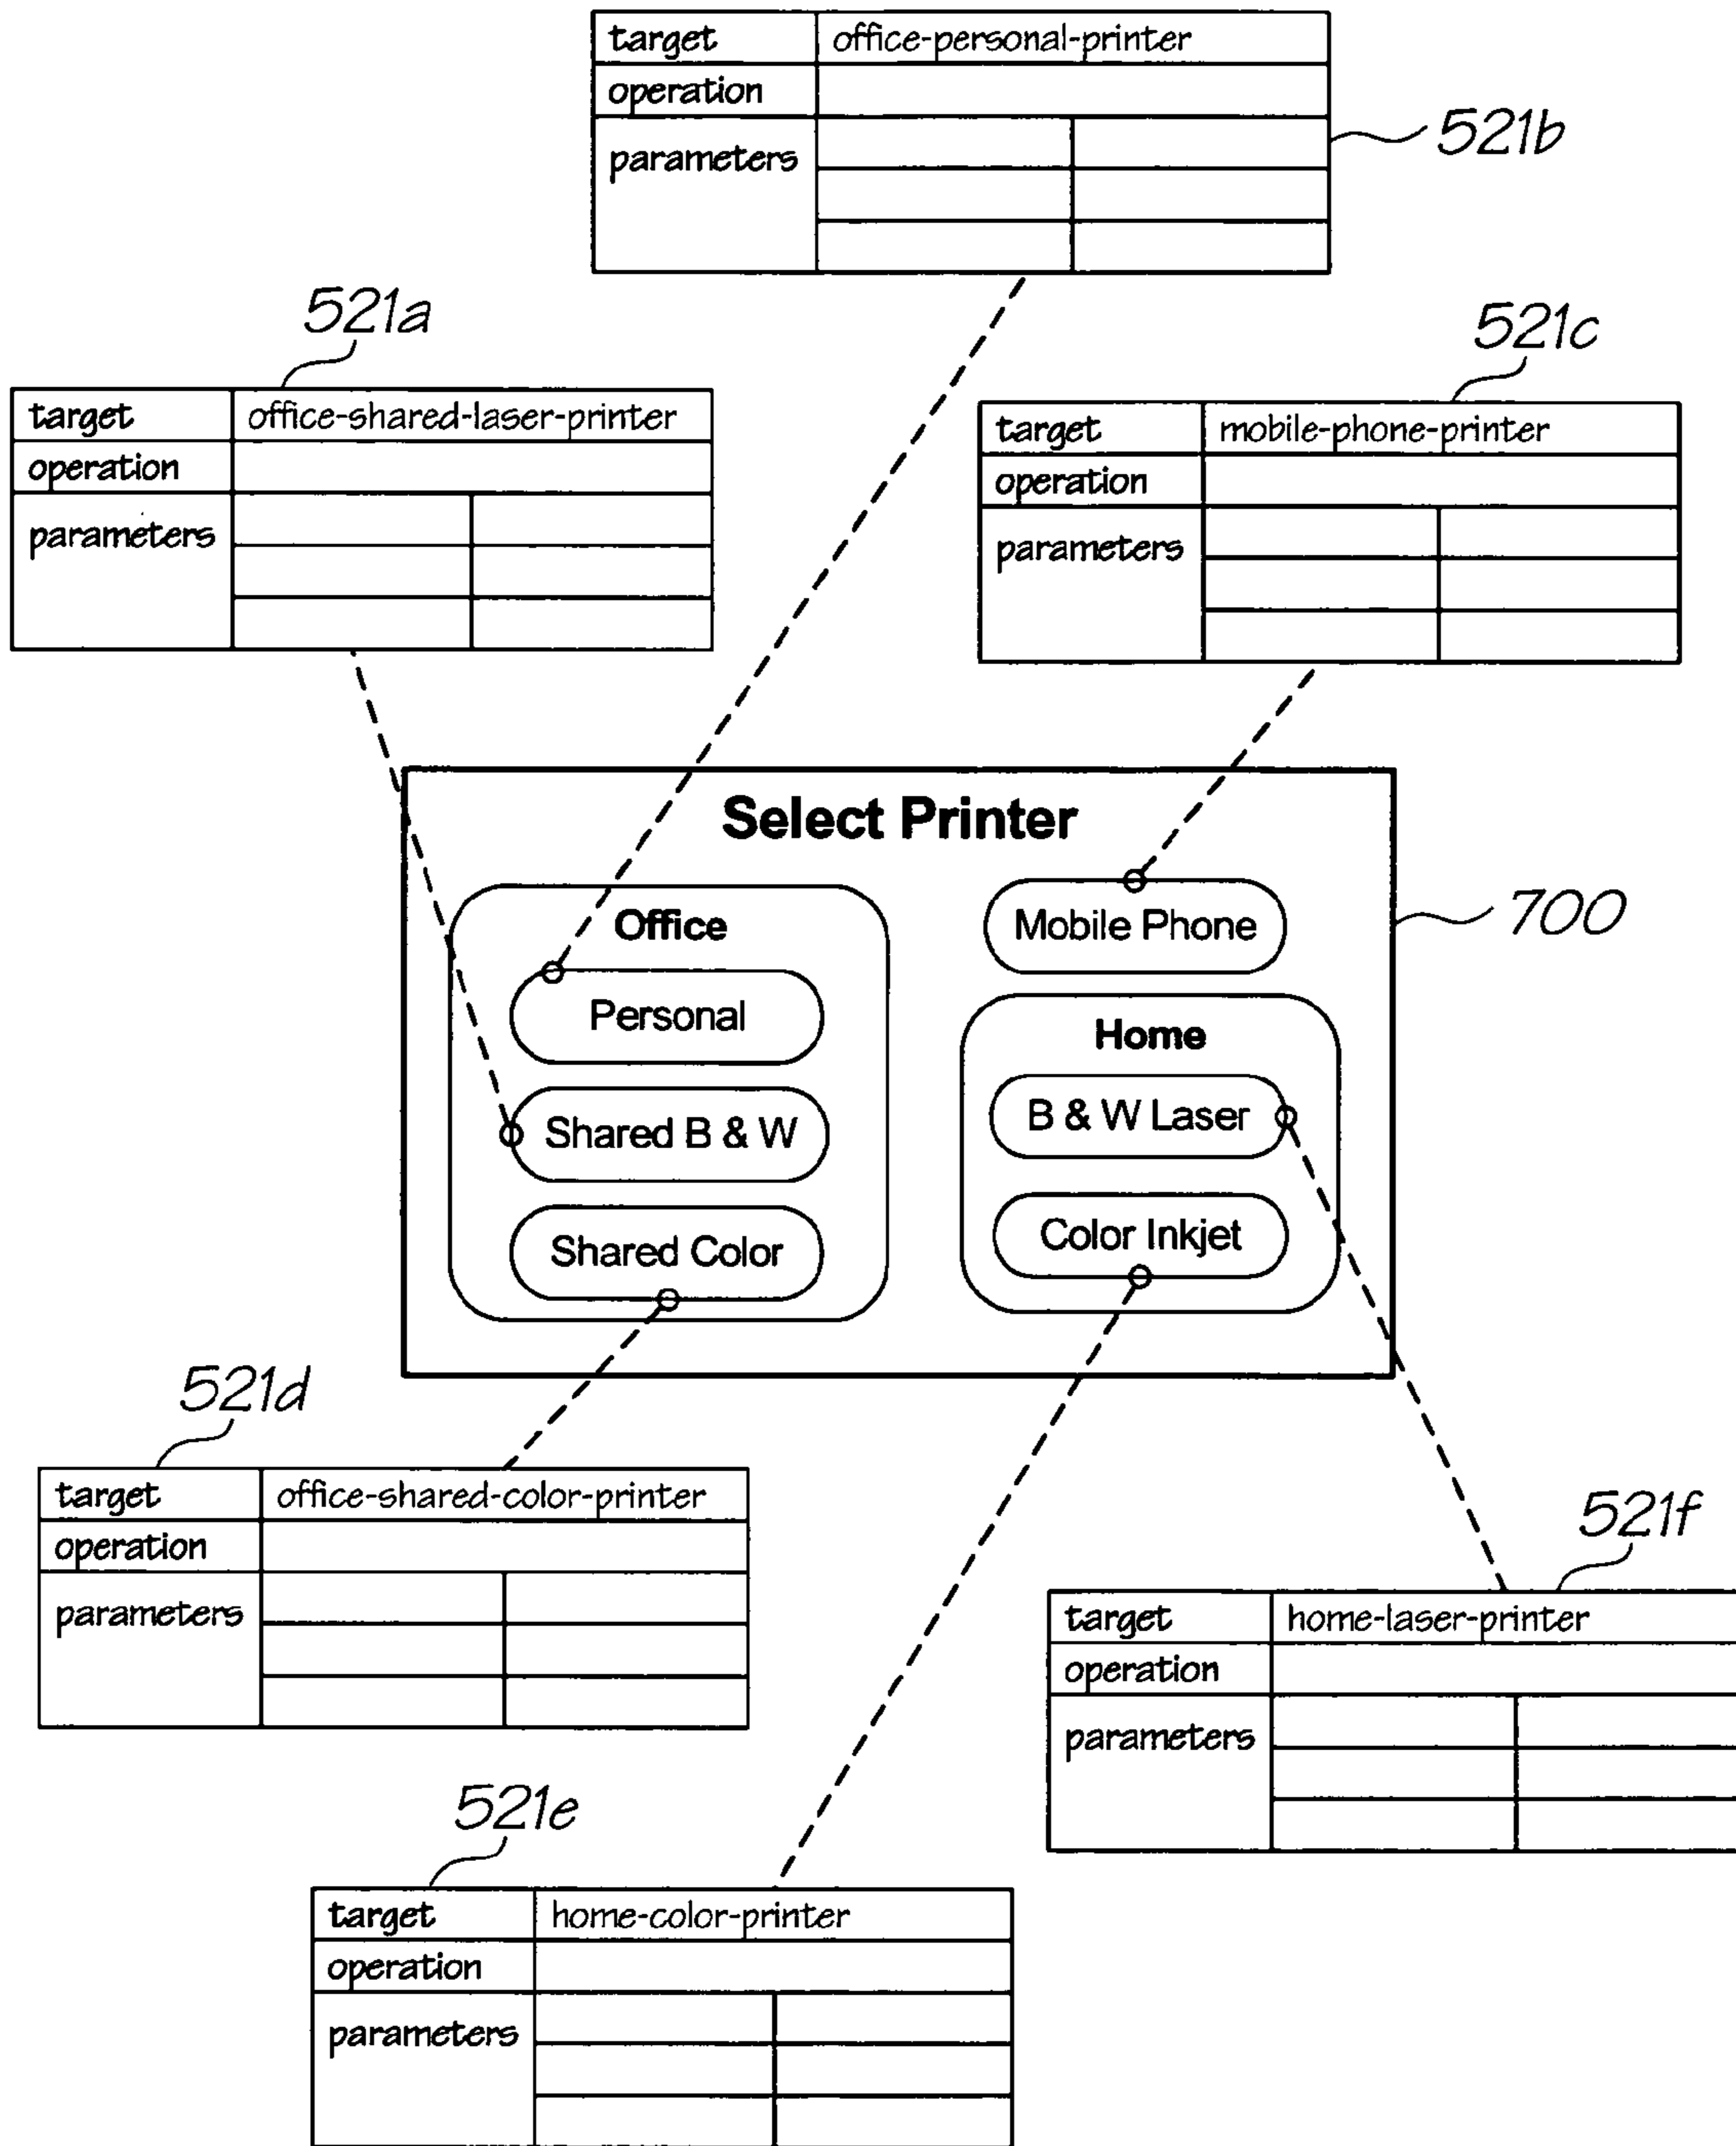 target office-personal-printer
operation
parameters
521b
521a
target office-shared-laser-printer
operation
parameters
521c
target mobile-phone-printer
operation
parameters
Select Printer
Office
Personal
Shared B & W
Shared Color
Mobile Phone
Home
B & W Laser
Color Inkjet
700
521d
target office-shared-color-printer
operation
parameters
521f
target home-laser-printer
operation
parameters
521e
target home-color-printer
operation
parameters